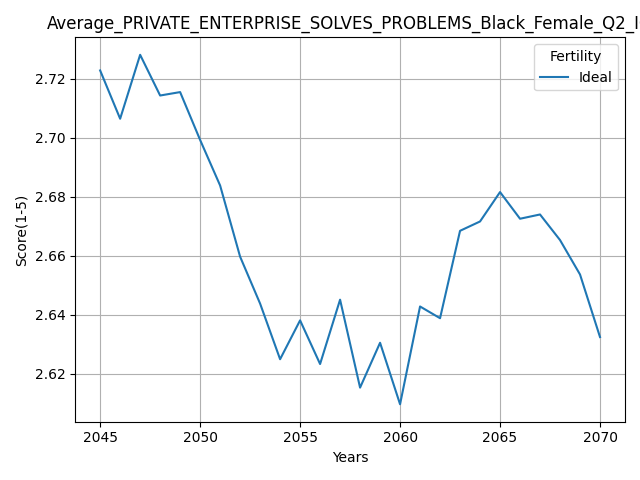 Average_PRIVATE_ENTERPRISE_SOLVES_PROBLEMS_Black_Female_Q2_I
Fertility
Ideal
2.72
2.70
2.68
2.66
2.64
2.62
Score(1-5)
2045 2050 2055 2060 2065 2070
Years